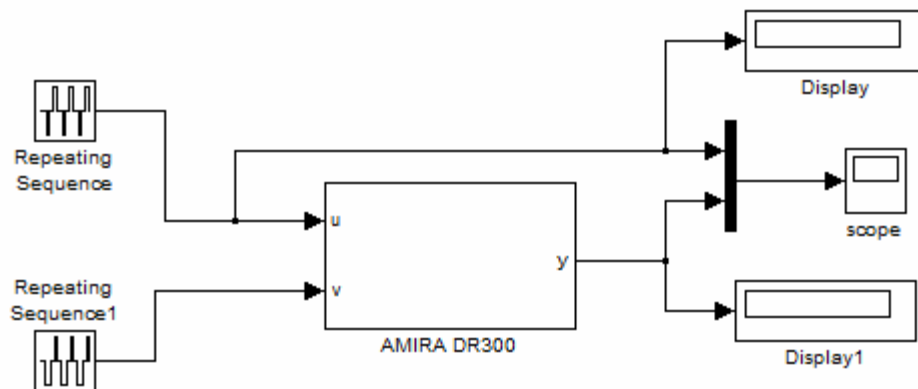 Display
Repeating
Sequence
u
scope
y
Repeating
Sequence1
v
AMIRA DR300
Display1